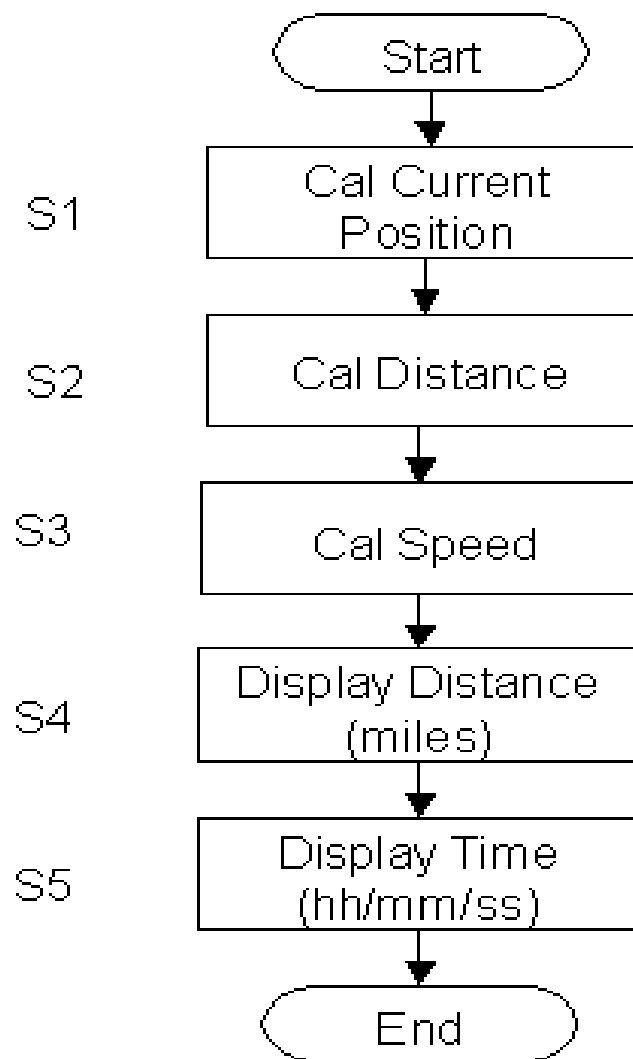 Start
S1
Cal Current
Position
S2
Cal Distance
S3
Cal Speed
S4
Display Distance
(miles)
S5
Display Time
(hh/mm/ss)
End